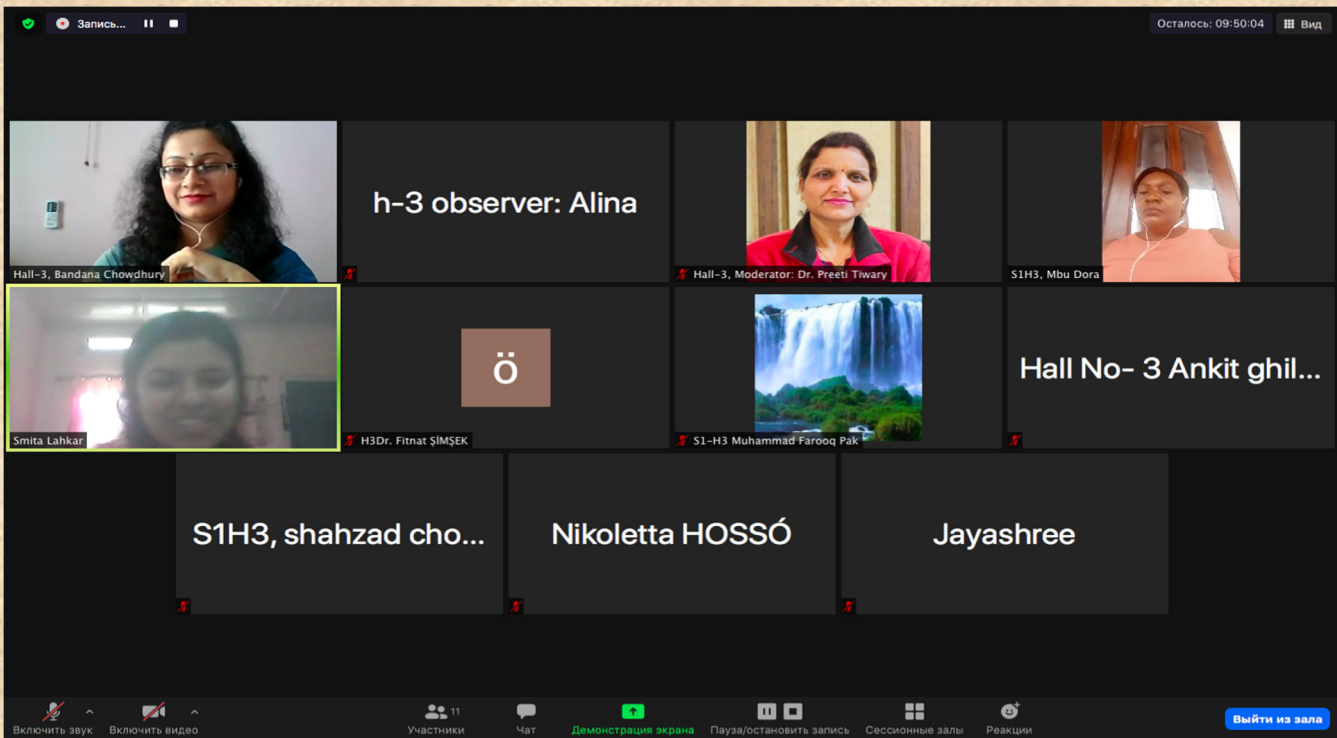 Запись...
Осталось: 09:50:04
Вид
Hall-3, Bandana Chowdhury
h-3 observer: Alina
Hall-3, Moderator: Dr. Preeti Tiwary
S1H3, Mbu Dora
Smita Lahkar
ö
H3Dr. Fitnat ŞİMŞEK
S1-H3 Muhammad Farooq Pak
Hall No- 3 Ankit ghil...
S1H3, shahzad cho...
Nikoletta HOSSÓ
Jayashree
Включить звук
Включить видео
11
Участники
Чат
Демонстрация экрана
Пауза/остановить запись
Сессионные залы
Реакции
Выйти из зала